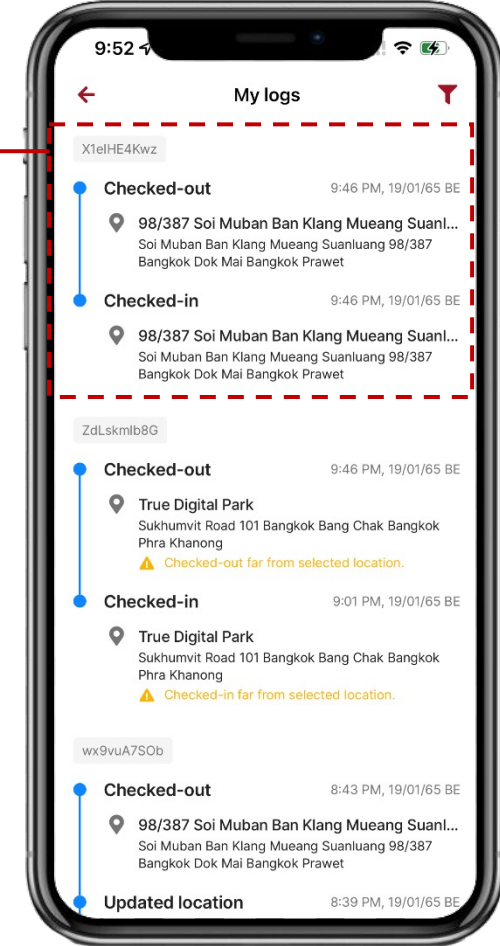 9:52
My logs
X1elHE4Kwz
Checked-out 9:46 PM, 19/01/65 BE
98/387 Soi Muban Ban Klang Mueang Suanl...
Soi Muban Ban Klang Mueang Suanluang 98/387
Bangkok Dok Mai Bangkok Prawet
Checked-in 9:46 PM, 19/01/65 BE
98/387 Soi Muban Ban Klang Mueang Suanl...
Soi Muban Ban Klang Mueang Suanluang 98/387
Bangkok Dok Mai Bangkok Prawet
ZdLskmlb8G
Checked-out 9:46 PM, 19/01/65 BE
True Digital Park
Sukhumvit Road 101 Bangkok Bang Chak Bangkok
Phra Khanong
Checked-out far from selected location.
Checked-in 9:01 PM, 19/01/65 BE
True Digital Park
Sukhumvit Road 101 Bangkok Bang Chak Bangkok
Phra Khanong
Checked-in far from selected location.
wx9vuA7SOb
Checked-out 8:43 PM, 19/01/65 BE
98/387 Soi Muban Ban Klang Mueang Suanl...
Soi Muban Ban Klang Mueang Suanluang 98/387
Bangkok Dok Mai Bangkok Prawet
Updated location 8:39 PM, 19/01/65 BE